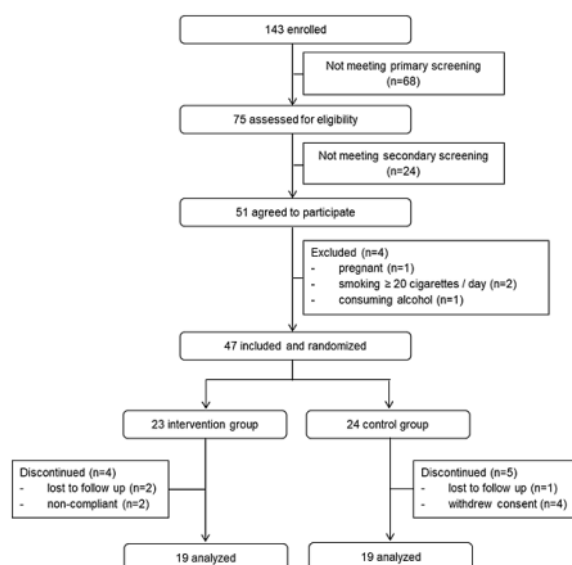 143 enrolled
Not meeting primary screening
(n=68)
75 assessed for eligibility
Not meeting secondary screening
(n=24)
51 agreed to participate
Excluded (n=4)
- pregnant (n=1)
- smoking ≥ 20 cigarettes / day (n=2)
- consuming alcohol (n=1)
47 included and randomized
23 intervention group
24 control group
Discontinued (n=4)
- lost to follow up (n=2)
- non-compliant (n=2)
Discontinued (n=5)
- lost to follow up (n=1)
- withdrew consent (n=4)
19 analyzed
19 analyzed